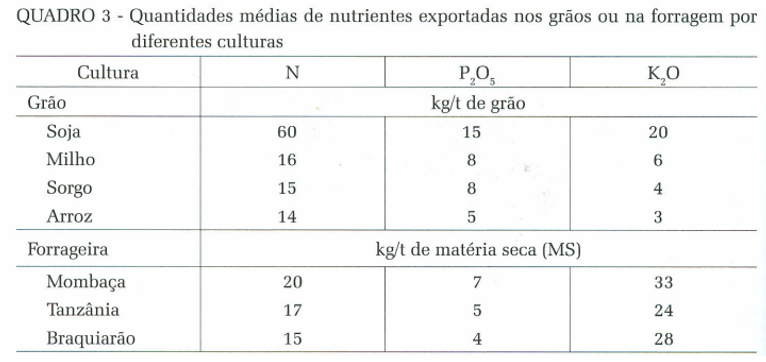 QUADRO 3 - Quantidades médias de nutrientes exportadas nos grãos ou na forragem por
diferentes culturas
Cultura N P₂O₅ K₂O
Grão kg/t de grão
Soja 60 15 20
Milho 16 8 6
Sorgo 15 8 4
Arroz 14 5 3
Forrageira kg/t de matéria seca (MS)
Mombaça 20 7 33
Tanzânia 17 5 24
Braquiarão 15 4 28